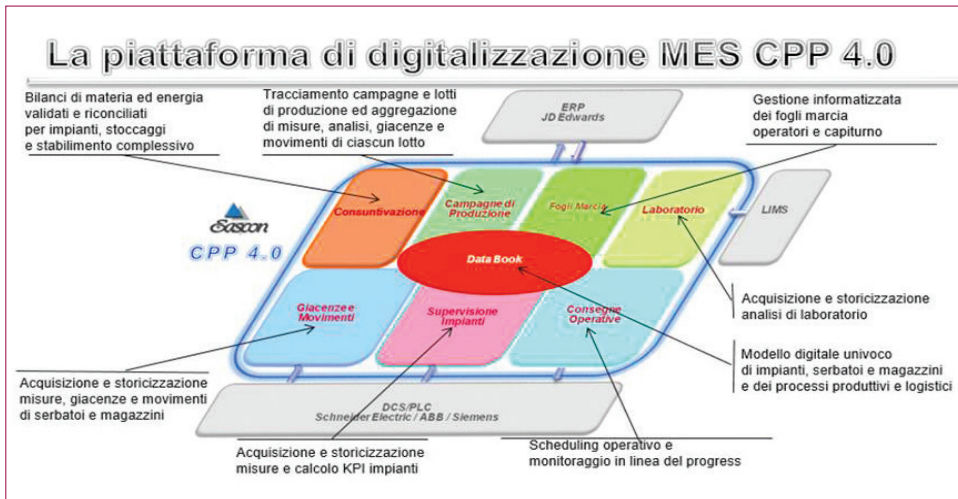 La piattaforma di digitalizzazione MES CPP 4.0
Bilanci di materia ed energia
validati e riconciliati
per impianti, stoccaggi
e stabilimento complessivo
Tracciamento campagne e lotti
di produzione ed aggregazione
di misure, analisi, giacenze e
movimenti di ciascun lotto
ERP
JD Edwards
Gestione informatizzata
dei fogli marcia
operatori e capiturno
Sascon
CPP 4.0
Consuntivazione
Campagne di
Produzione
Fogli Marcia
Laboratorio
LIMS
Data Book
Giacenze e
Movimenti
Supervisione
Impianti
Consegne
Operative
Acquisizione e storicizzazione
analisi di laboratorio
Modello digitale univoco
di impianti, serbatoi e magazzini
e dei processi produttivi e logistici
Acquisizione e storicizzazione
misure, giacenze e movimenti
di serbatoi e magazzini
DCS/PLC
Schneider Electric / ABB / Siemens
Acquisizione e storicizzazione
misure e calcolo KPI impianti
Scheduling operativo e
monitoraggio in linea del progress